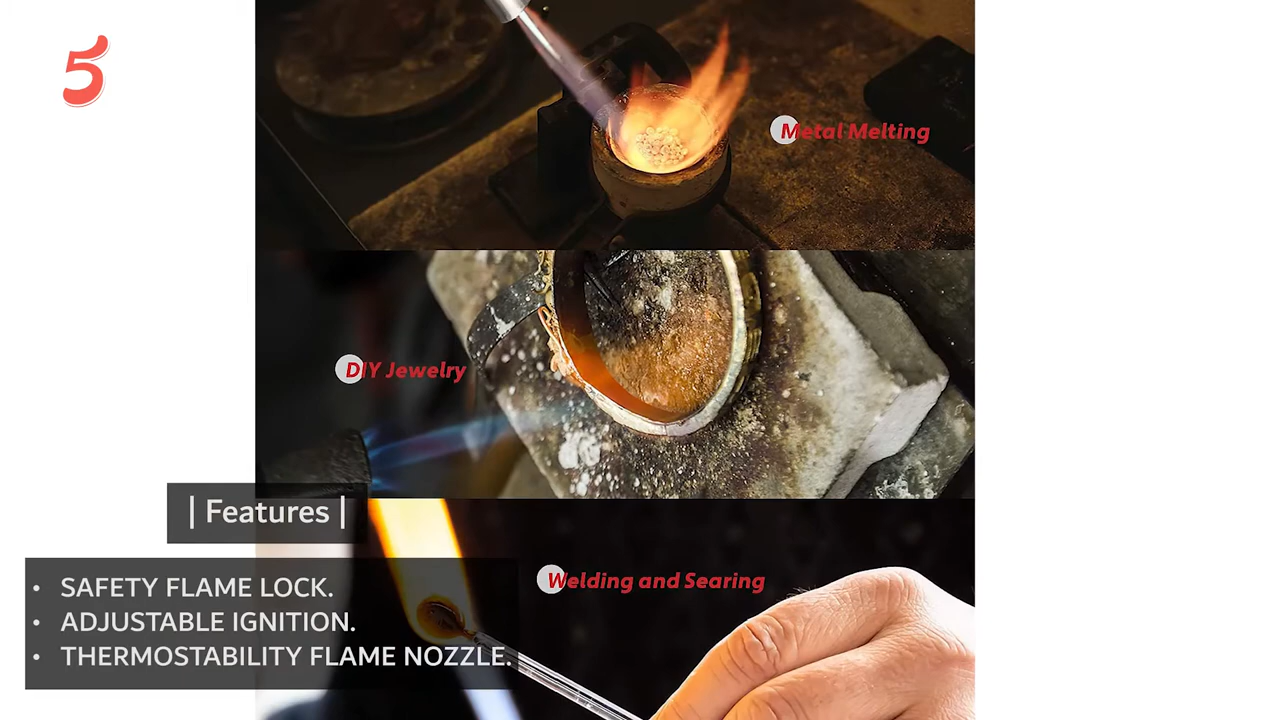 5
Metal Melting
DIY Jewelry
Welding and Searing
| Features |
• SAFETY FLAME LOCK.
• ADJUSTABLE IGNITION.
• THERMOSTABILITY FLAME NOZZLE.